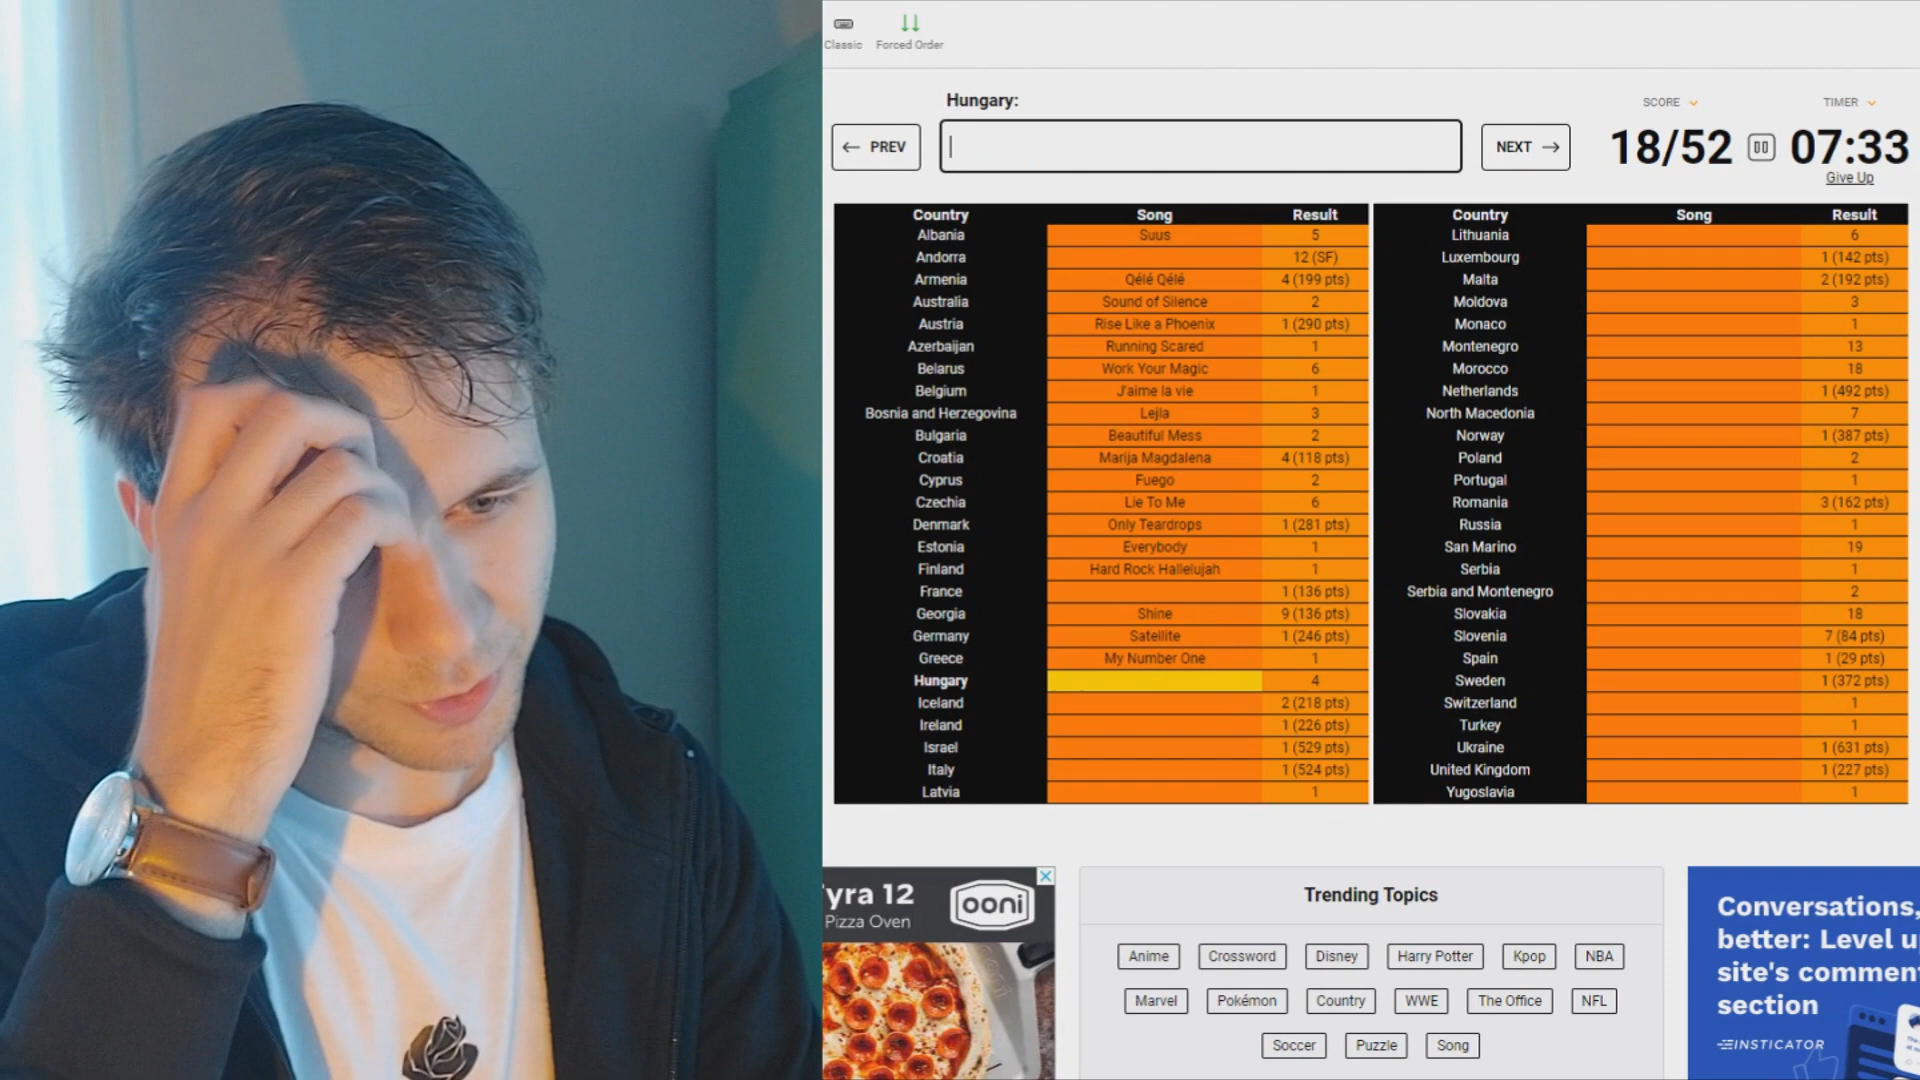 Classic
Forced Order
Hungary:
← PREV
NEXT →
SCORE
TIMER
18/52
07:33
Give Up
Country Song Result
Albania Suus 5
Andorra 12 (SF)
Armenia Qélé Qélé 4 (199 pts)
Australia Sound of Silence 2
Austria Rise Like a Phoenix 1 (290 pts)
Azerbaijan Running Scared 1
Belarus Work Your Magic 6
Belgium J'aime la vie 1
Bosnia and Herzegovina Lejla 3
Bulgaria Beautiful Mess 2
Croatia Marija Magdalena 4 (118 pts)
Cyprus Fuego 2
Czechia Lie To Me 6
Denmark Only Teardrops 1 (281 pts)
Estonia Everybody 1
Finland Hard Rock Hallelujah 1
France 1 (136 pts)
Georgia Shine 9 (136 pts)
Germany Satellite 1 (246 pts)
Greece My Number One 1
Hungary 4
Iceland 2 (218 pts)
Ireland 1 (226 pts)
Israel 1 (529 pts)
Italy 1 (524 pts)
Latvia 1
Country Song Result
Lithuania 6
Luxembourg 1 (142 pts)
Malta 2 (192 pts)
Moldova 3
Monaco 1
Montenegro 13
Morocco 18
Netherlands 1 (492 pts)
North Macedonia 7
Norway 1 (387 pts)
Poland 2
Portugal 1
Romania 3 (162 pts)
Russia 1
San Marino 19
Serbia 1
Serbia and Montenegro 2
Slovakia 18
Slovenia 7 (84 pts)
Spain 1 (29 pts)
Sweden 1 (372 pts)
Switzerland 1
Turkey 1
Ukraine 1 (631 pts)
United Kingdom 1 (227 pts)
Yugoslavia 1
yra 12
Pizza Oven
ooni
Trending Topics
Anime Crossword Disney Harry Potter Kpop NBA
Marvel Pokémon Country WWE The Office NFL
Soccer Puzzle Song
Conversations,
better: Level u
site's commen
section
INSTICATOR